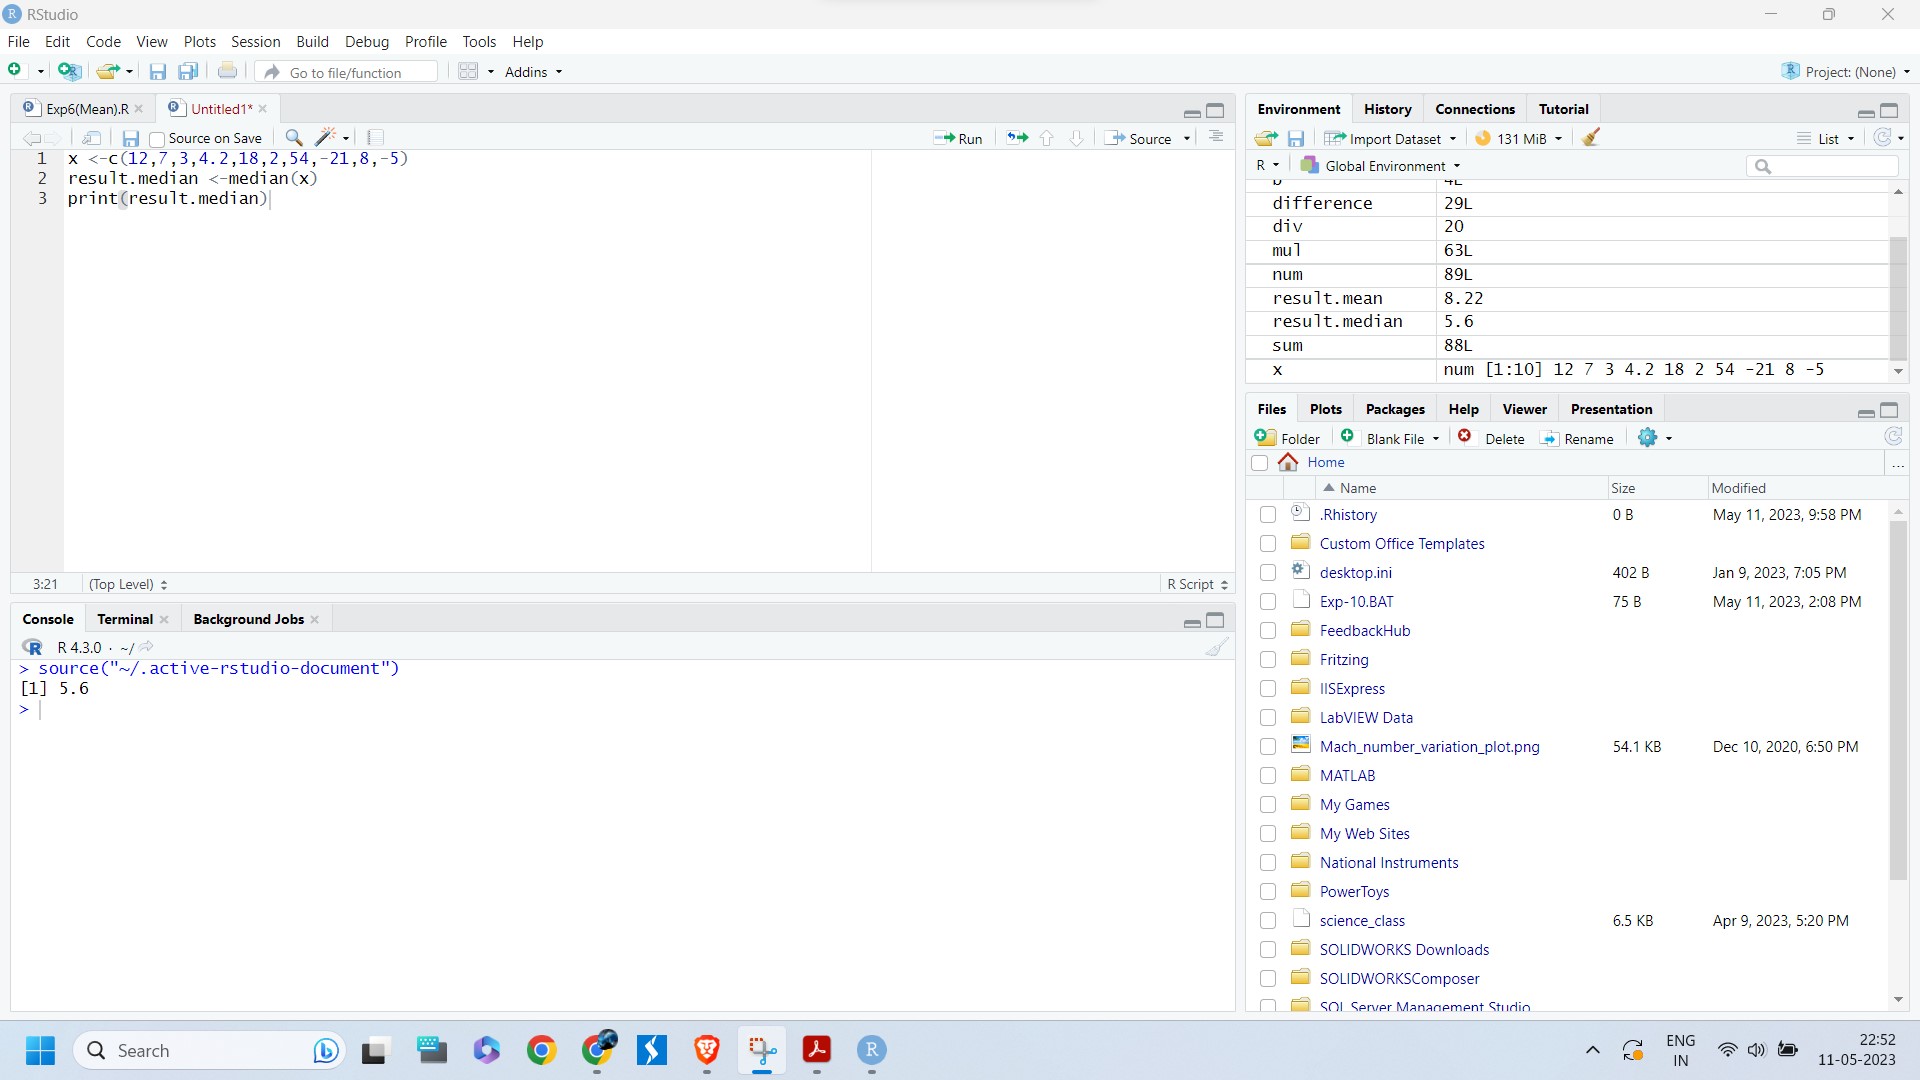 RStudio
File Edit Code View Plots Session Build Debug Profile Tools Help
Go to file/function Addins Project: (None)
Exp6(Mean).R Untitled1*
Source on Save Run Source
1 x <-c(12,7,3,4.2,18,2,54,-21,8,-5)
2 result.median <-median(x)
3 print(result.median)
3:21 (Top Level) R Script
Console Terminal Background Jobs
R 4.3.0 · ~/
> source("~/.active-rstudio-document")
[1] 5.6
>
Environment History Connections Tutorial
Import Dataset 131 MiB List
R Global Environment
b 4L
difference 29L
div 20
mul 63L
num 89L
result.mean 8.22
result.median 5.6
sum 88L
x num [1:10] 12 7 3 4.2 18 2 54 -21 8 -5
Files Plots Packages Help Viewer Presentation
Folder Blank File Delete Rename
Home ...
Name Size Modified
.Rhistory 0 B May 11, 2023, 9:58 PM
Custom Office Templates
desktop.ini 402 B Jan 9, 2023, 7:05 PM
Exp-10.BAT 75 B May 11, 2023, 2:08 PM
FeedbackHub
Fritzing
IISExpress
LabVIEW Data
Mach_number_variation_plot.png 54.1 KB Dec 10, 2020, 6:50 PM
MATLAB
My Games
My Web Sites
National Instruments
PowerToys
science_class 6.5 KB Apr 9, 2023, 5:20 PM
SOLIDWORKS Downloads
SOLIDWORKSComposer
SQL Server Management Studio
Search
ENG
IN
22:52
11-05-2023